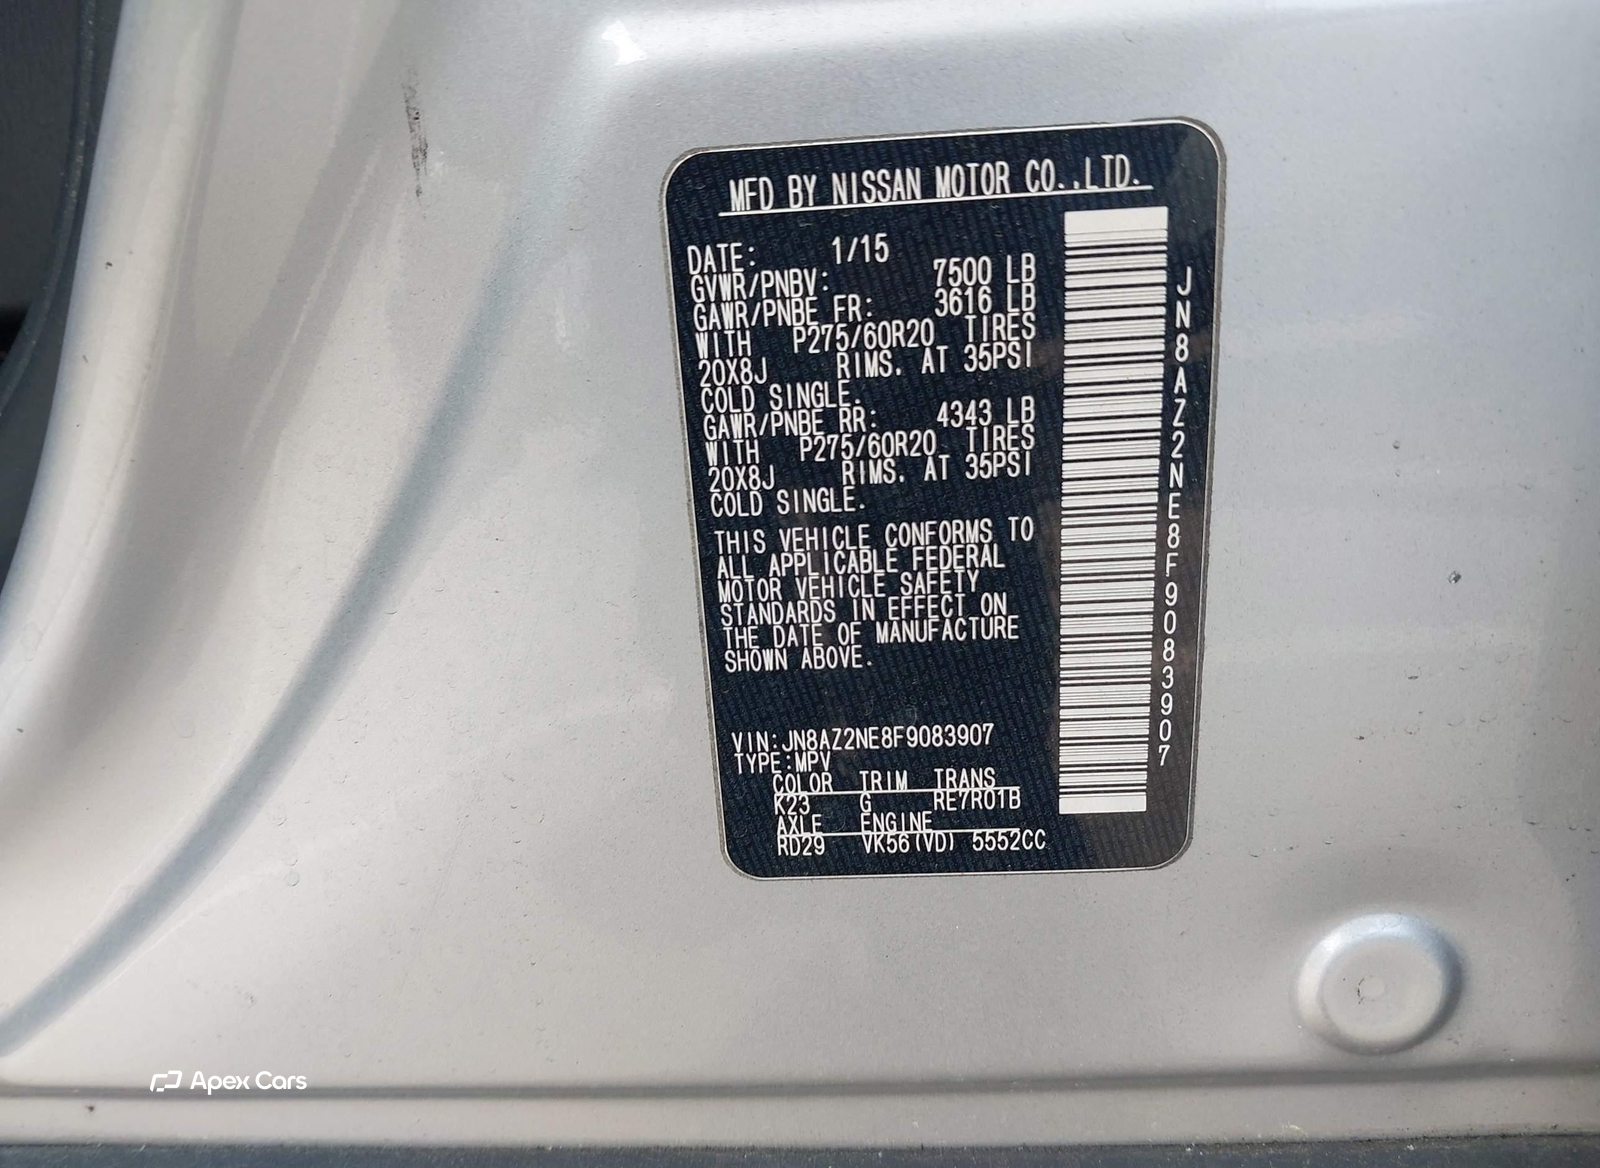 MFD BY NISSAN MOTOR CO.,LTD.
DATE: 1/15
GVWR/PNBV: 7500 LB
GAWR/PNBE FR: 3616 LB
WITH P275/60R20 TIRES
20X8J RIMS, AT 35PSI
COLD SINGLE.
GAWR/PNBE RR: 4343 LB
WITH P275/60R20 TIRES
20X8J RIMS, AT 35PSI
COLD SINGLE.
THIS VEHICLE CONFORMS TO
ALL APPLICABLE FEDERAL
MOTOR VEHICLE SAFETY
STANDARDS IN EFFECT ON
THE DATE OF MANUFACTURE
SHOWN ABOVE.
VIN:JN8AZ2NE8F9083907
TYPE:MPV
COLOR TRIM TRANS
K23 G RE7R01B
AXLE ENGINE
RD29 VK56(VD) 5552CC
JN8AZ2NE8F9083907
Apex Cars